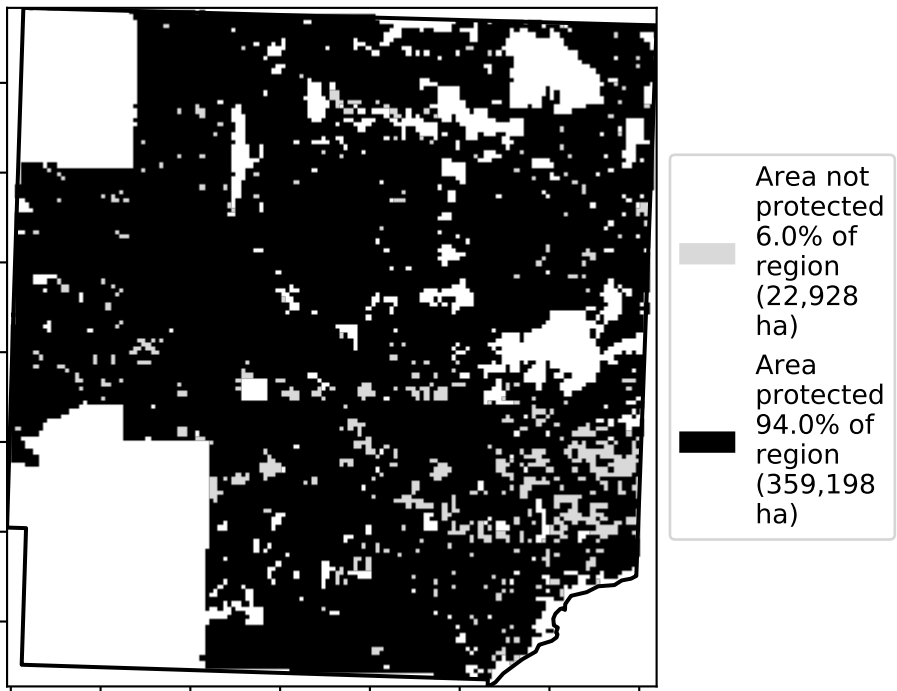 Area not
protected
6.0% of
region
(22,928
ha)
Area
protected
94.0% of
region
(359,198
ha)